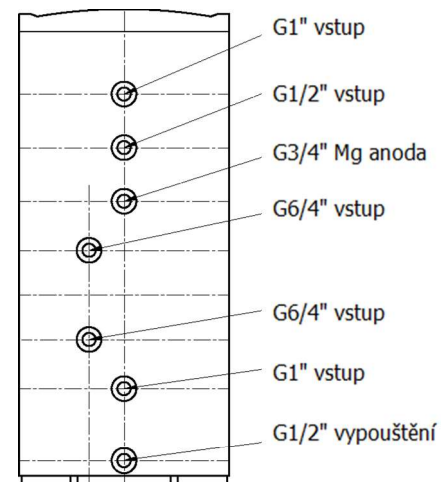 G1" vstup
G1/2" vstup
G3/4" Mg anoda
G6/4" vstup
G6/4" vstup
G1" vstup
G1/2" vypouštění